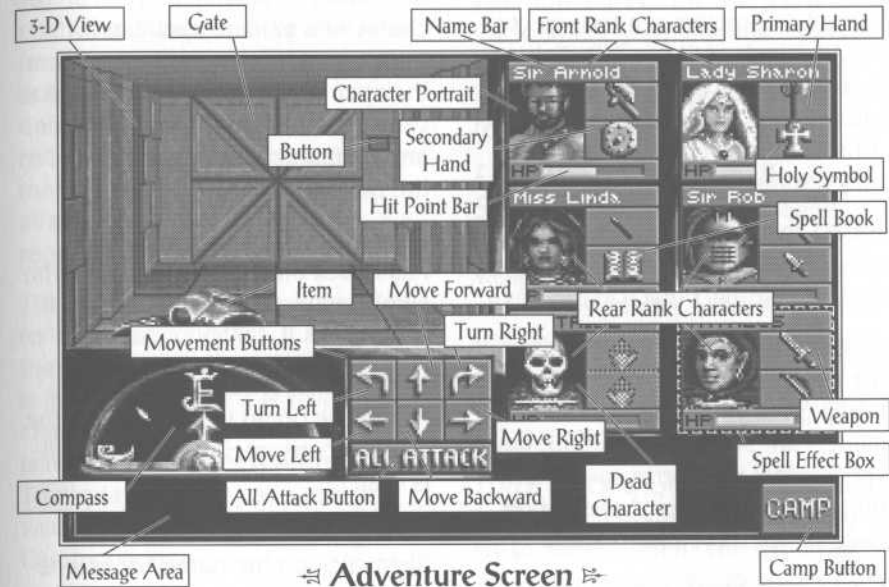 3-D View
Gate
Name Bar
Front Rank Characters
Primary Hand
Sir Arnold
Lady Sharon
Character Portrait
Button
Secondary Hand
HP
HP
Holy Symbol
Hit Point Bar
Miss Linda
Sir Rob
Spell Book
Item
Move Forward
HP
Rear Rank Characters
Movement Buttons
Turn Right
Turn Left
Weapon
Move Left
HP
HP
Move Right
Spell Effect Box
ALL ATTACK
Compass
All Attack Button
Move Backward
Dead Character
CAMP
Message Area
Adventure Screen
Camp Button